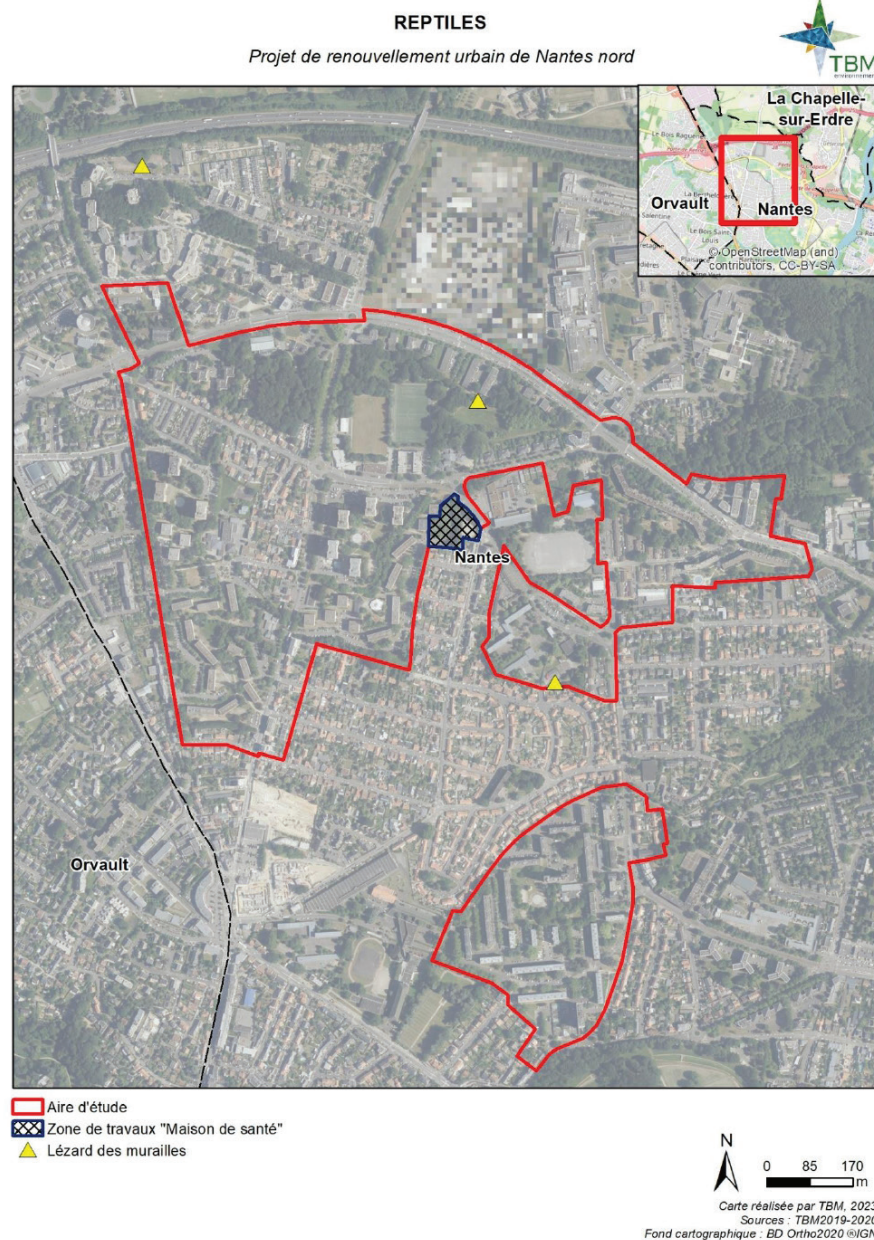 REPTILES
Projet de renouvellement urbain de Nantes nord
TBM
environnement
La Chapelle-
sur-Erdre
Orvault
Nantes
© OpenStreetMap (and)
contributors, CC-BY-SA
Nantes
Orvault
Aire d'étude
Zone de travaux "Maison de santé"
Lézard des murailles
N
0 85 170
m
Carte réalisée par TBM, 2023
Sources : TBM2019-2020
Fond cartographique : BD Ortho2020 ©IGN